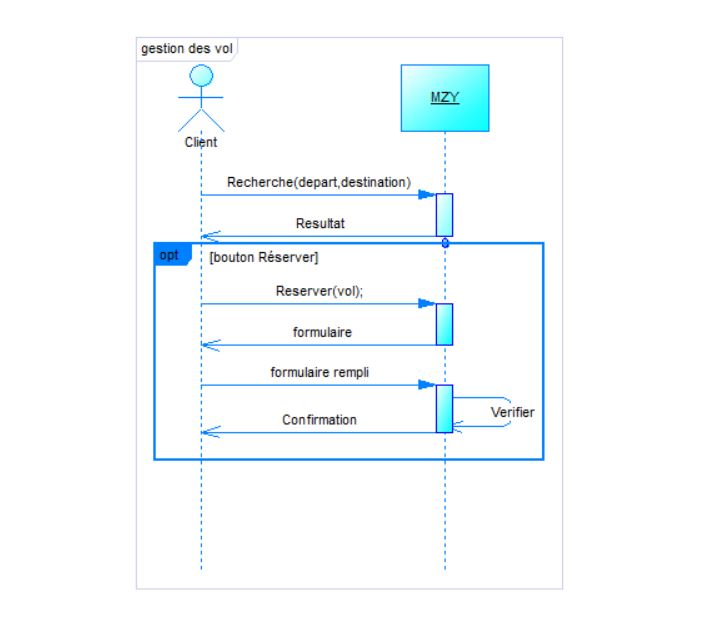 gestion des vol
MZY
Client
Recherche(depart,destination)
Resultat
opt
[bouton Réserver]
Reserver(vol);
formulaire
formulaire rempli
Verifier
Confirmation